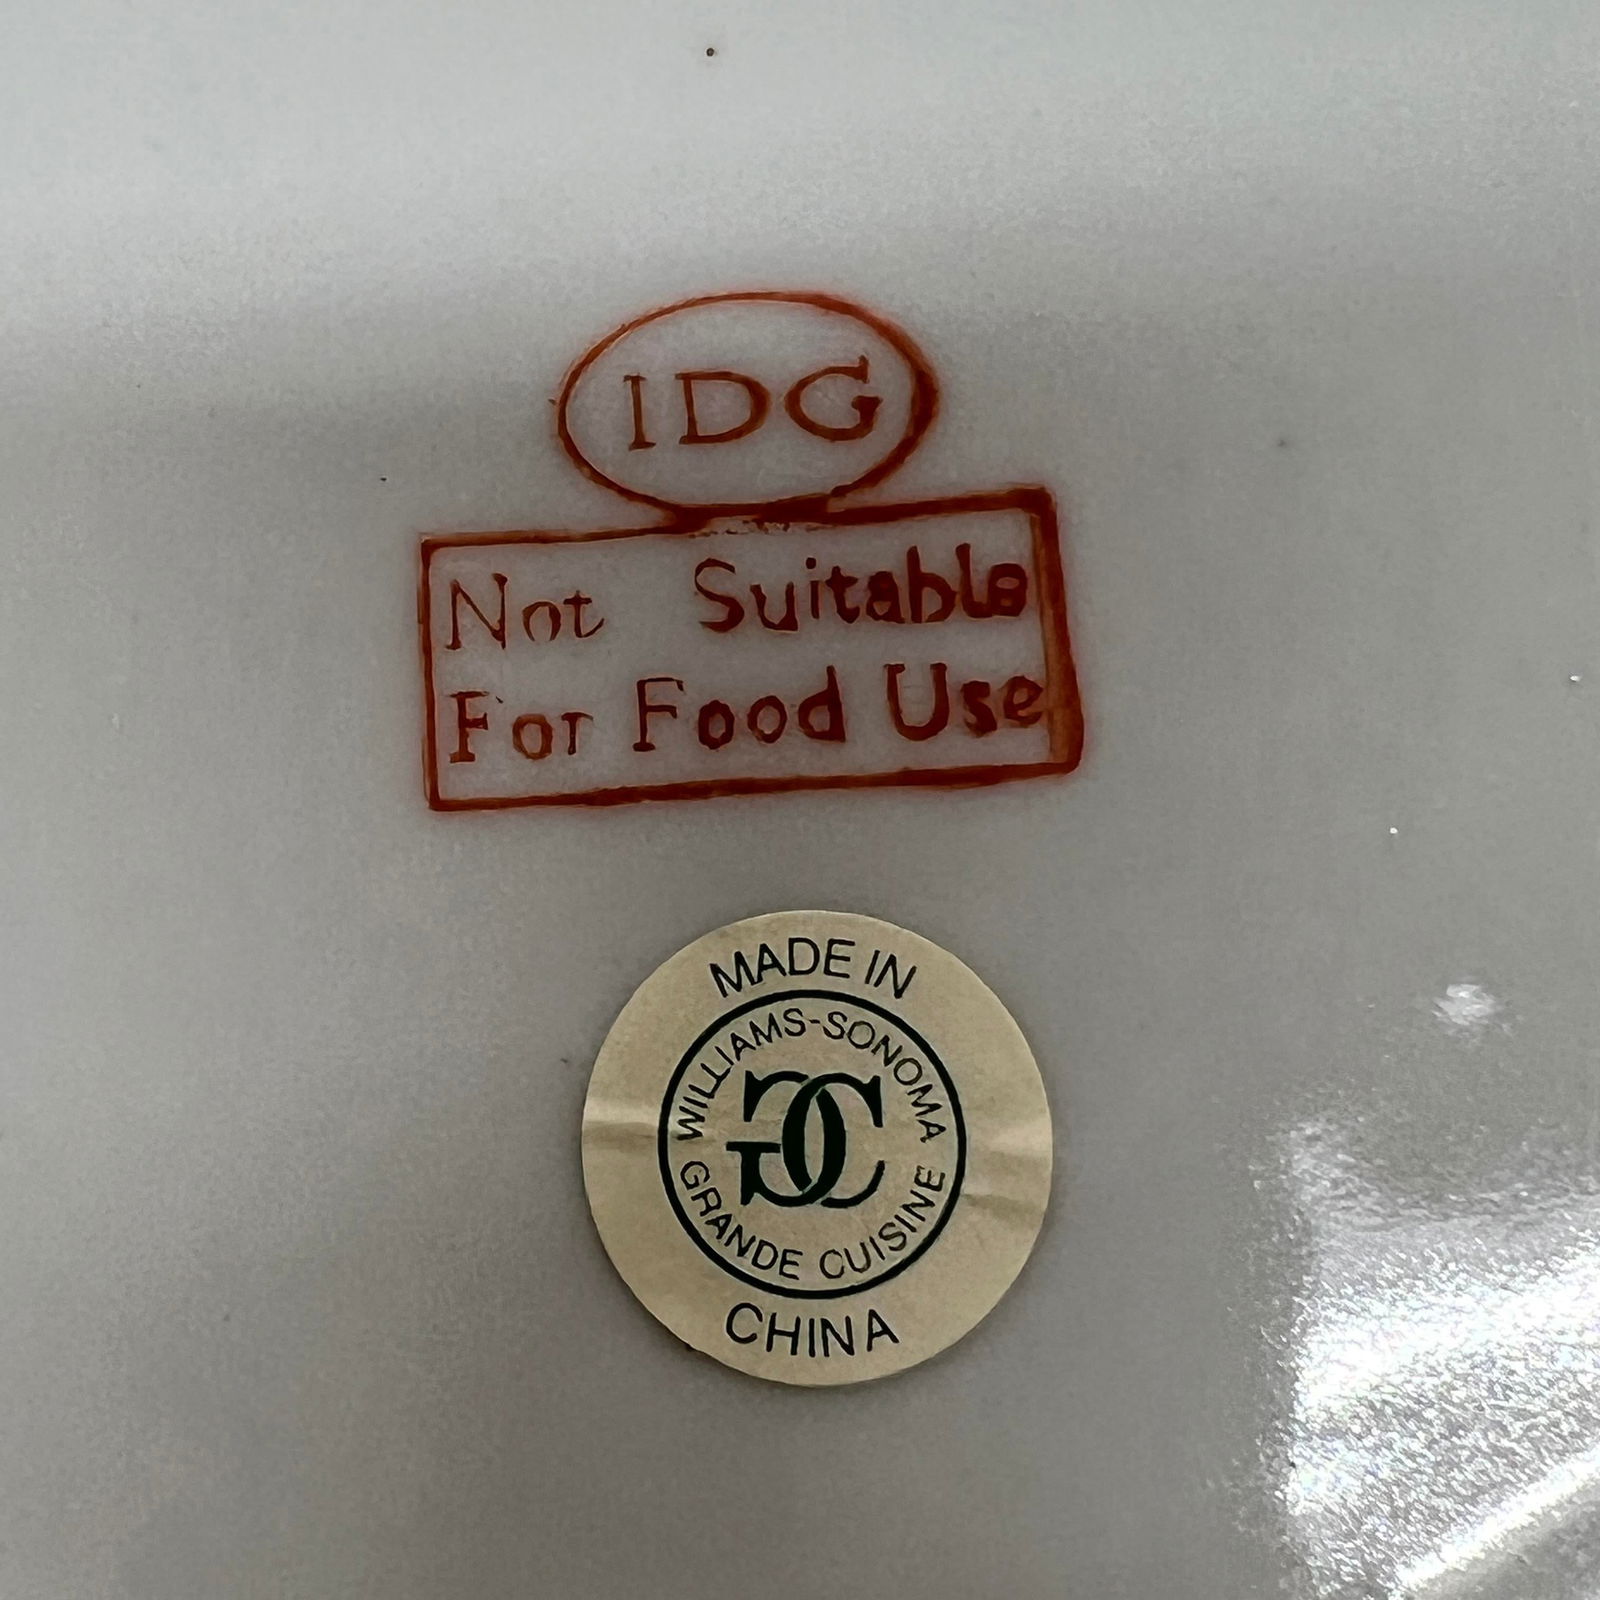 IDG
Not Suitable
For Food Use
MADE IN
WILLIAMS-SONOMA
GC
GRANDE CUISINE
CHINA